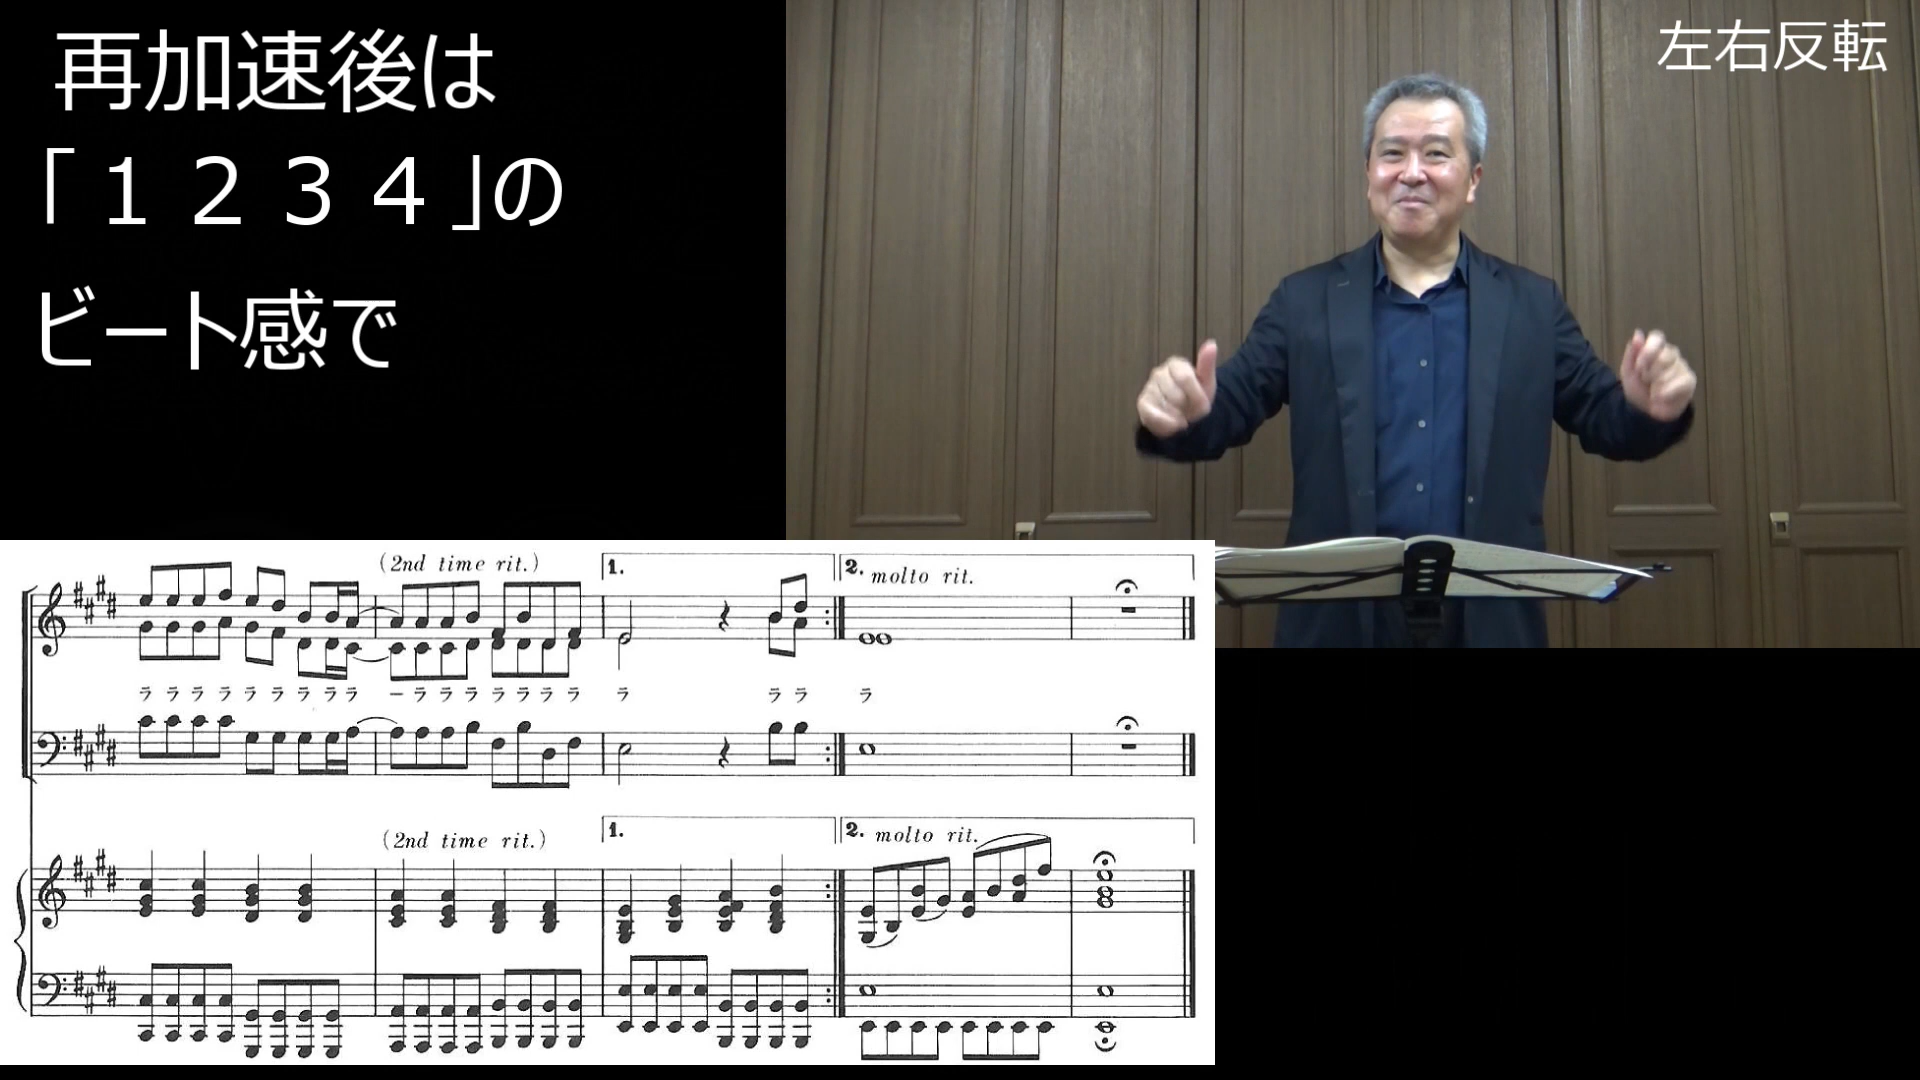 再加速後は
「１２３４」の
ビート感で
左右反転
(2nd time rit.)
1.
2. molto rit.
ラ ラ ラ ラ ラ ラ ラ ラ ラ ー ラ ラ ラ ラ ラ ラ ラ ラ ラ ラ ラ
(2nd time rit.)
1.
2. molto rit.